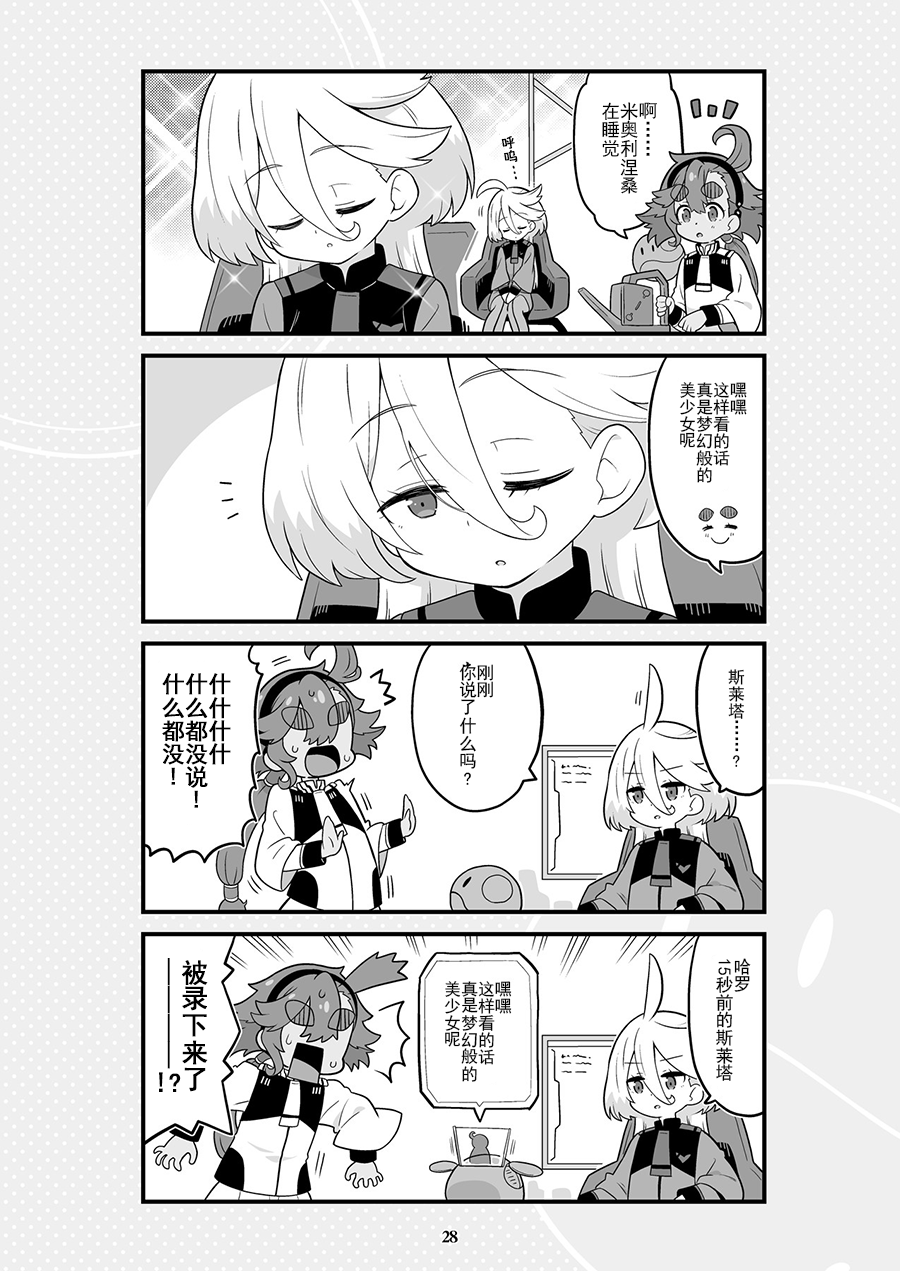 啊……
米奥利涅桑
在睡觉
呼呜…
嘿嘿
这样看的话
真是梦幻般的
美少女呢
斯莱塔………?
刚刚
你说了什么吗?
什什什什
什么都没说!
什么都没!
哈罗
15秒前的斯莱塔
嘿嘿
这样看的话
真是梦幻般的
美少女呢
——被录下来了——!?
28